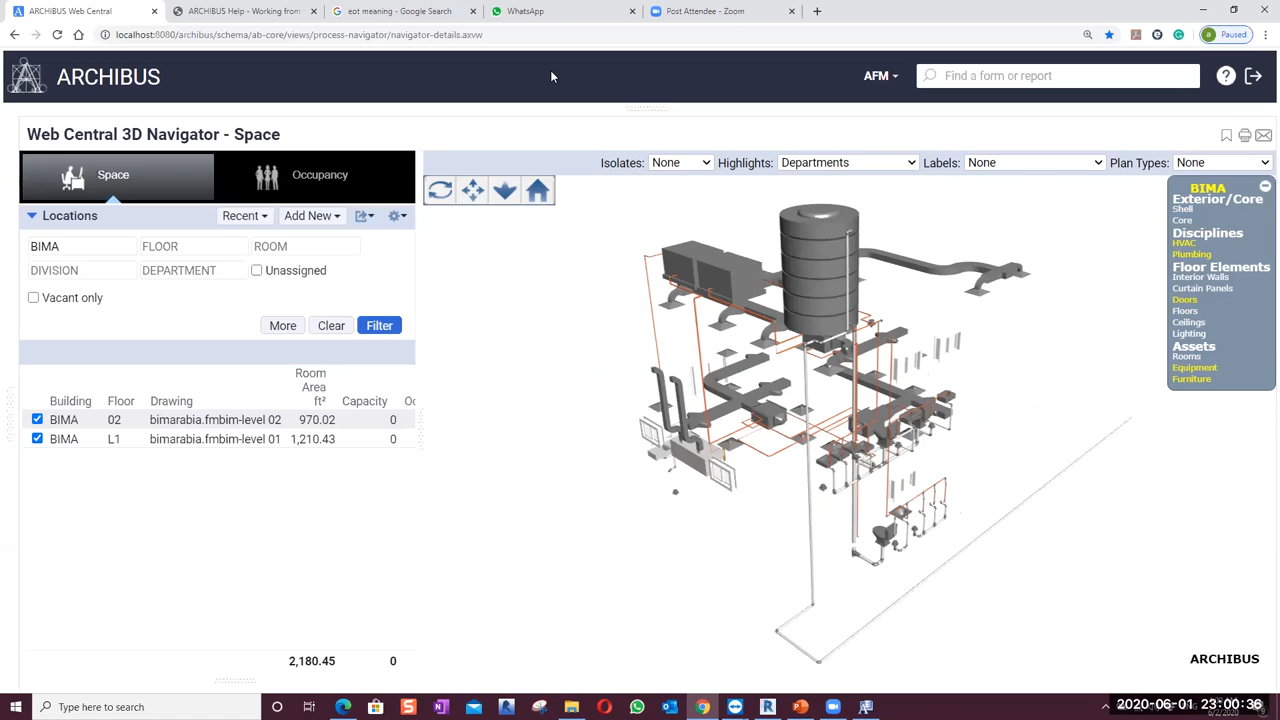 ARCHIBUS Web Central
ARCHIBUS Help - Working from
eot meaning - Google Search
WhatsApp
Post Attendee - Zoom
localhost:8080/archibus/schema/ab-core/views/process-navigator/navigator-details.axvw
a Paused
ARCHIBUS
AFM
Find a form or report
Web Central 3D Navigator - Space
Space
Occupancy
Isolates: None
Highlights: Departments
Labels: None
Plan Types: None
Locations
Recent
Add New
BIMA
FLOOR
ROOM
DIVISION
DEPARTMENT
Unassigned
Vacant only
More
Clear
Filter
Building
Floor
Drawing
Room
Area
ft²
Capacity
Oc
BIMA 02 bimarabia.fmbim-level 02 970.02 0
BIMA L1 bimarabia.fmbim-level 01 1,210.43 0
2,180.45 0
BIMA
Exterior/Core
Shell
Core
Disciplines
HVAC
Plumbing
Floor Elements
Interior Walls
Curtain Panels
Doors
Floors
Ceilings
Lighting
Assets
Rooms
Equipment
Furniture
ARCHIBUS
Type here to search
2020-06-01 23:00:36